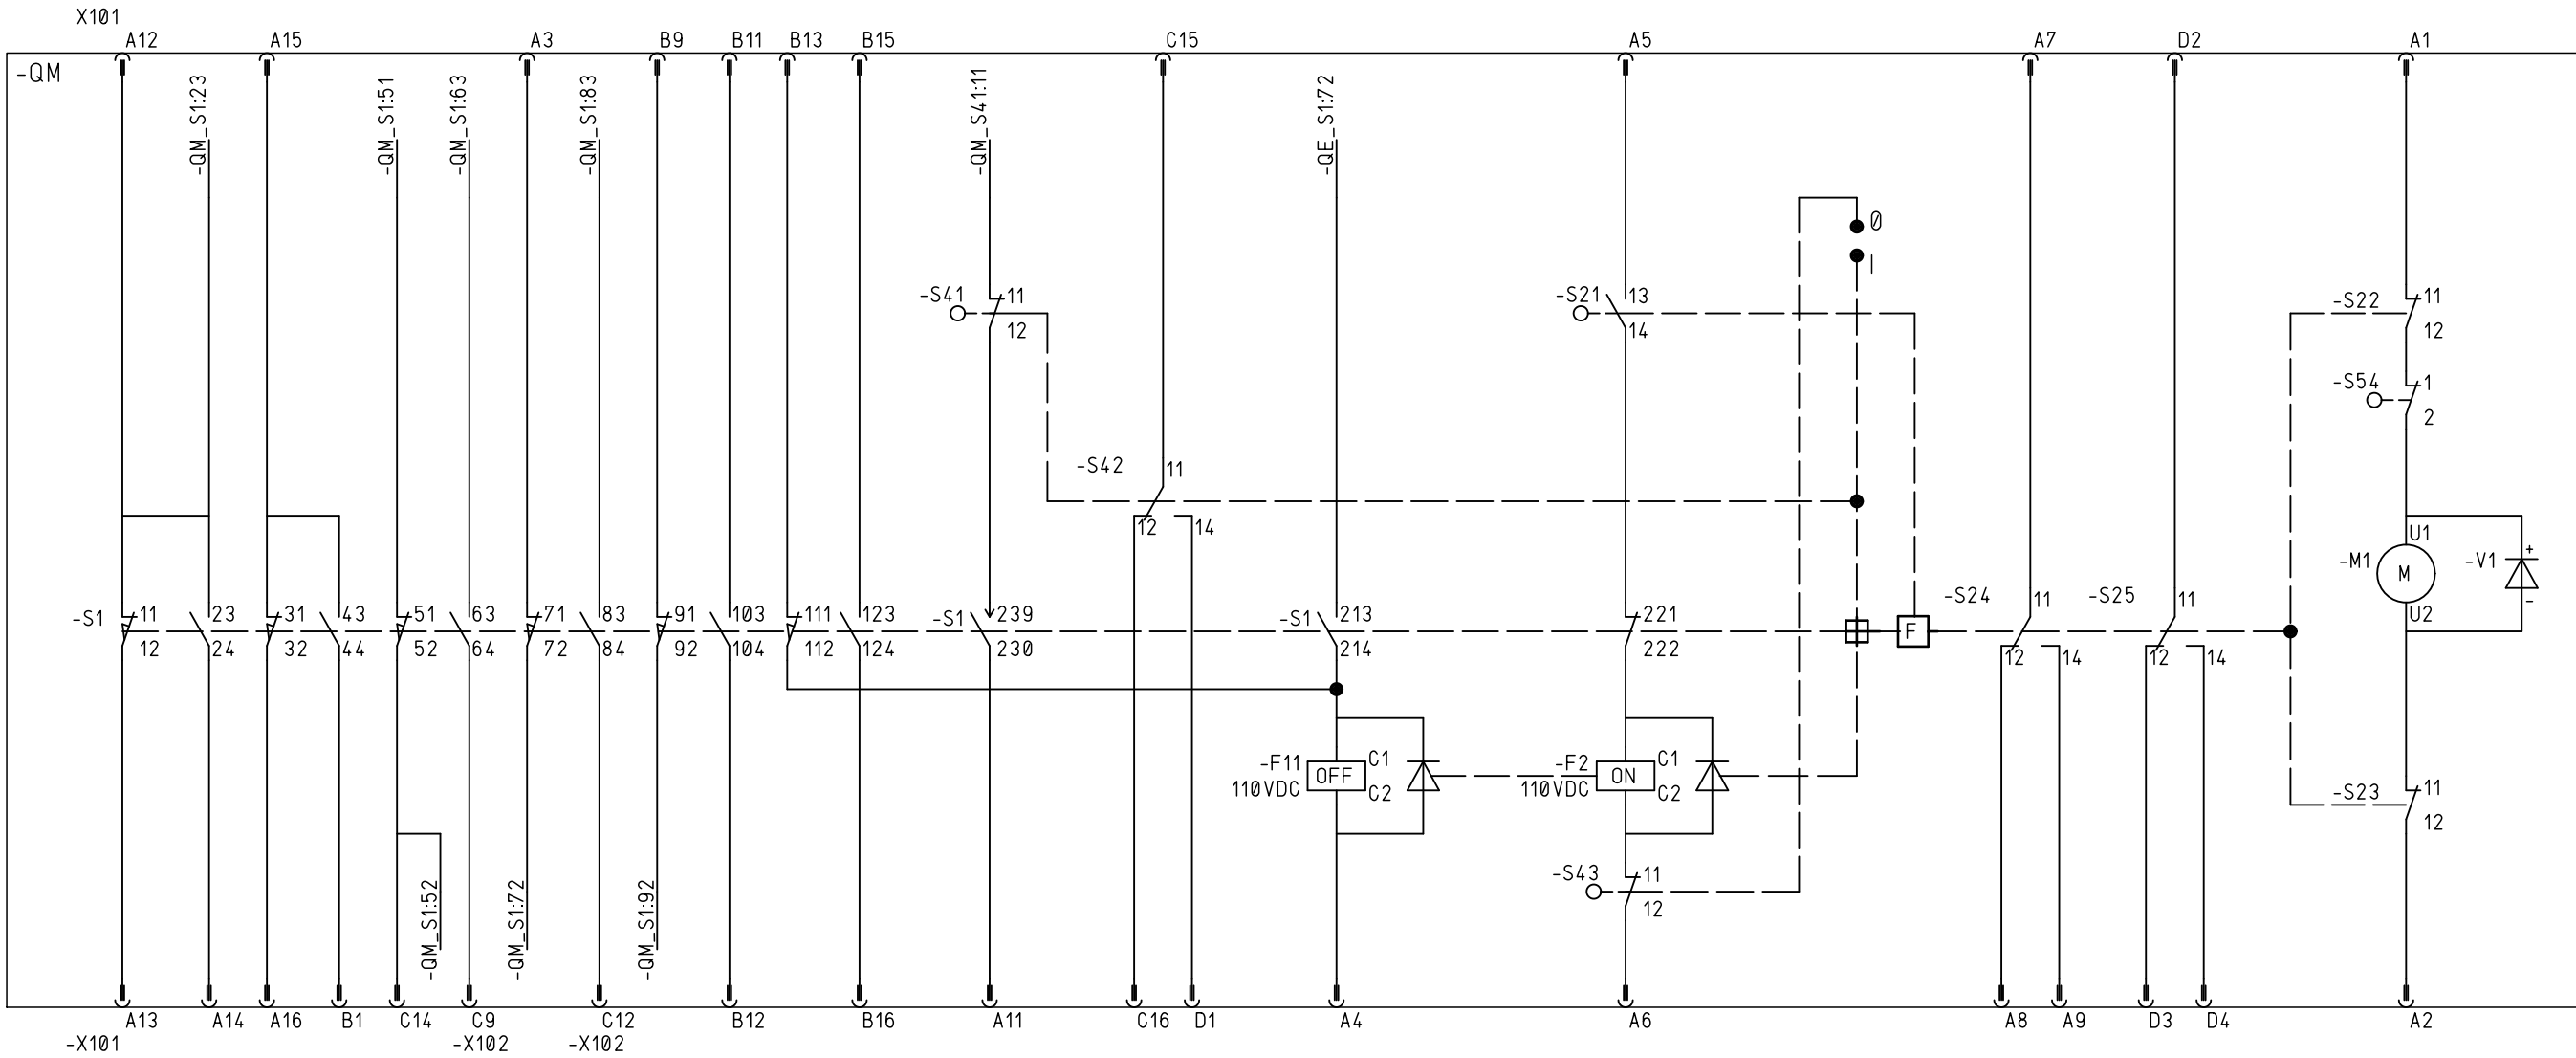 X101
A12 A15 A3 B9 B11 B13 B15 C15 A5 A7 D2 A1
-QM
-QM_S1:23
-QM_S1:51
-QM_S1:63
-QM_S1:83
-QM_S41:11
-QE_S1:72
0
I
-S41 11
12
-S21 13
14
-S22 11
12
-S54 1
2
-S42 11
12 14
U1
-M1 M -V1 +
-
U2
-S24 11
12 14
-S25 11
12 14
-S1 11 23 31 43 51 63 71 83 91 103 111 123 -S1 239 -S1 213 221
F
12 24 32 44 52 64 72 84 92 104 112 124 230 214 222
-F11 OFF C1
110VDC C2
-F2 ON C1
110VDC C2
-S23 11
12
-S43 11
12
-QM_S1:52
-QM_S1:72
-QM_S1:92
A13 A14 A16 B1 C14 C9 C12 B12 B16 A11 C16 D1 A4 A6 A8 A9 D3 D4 A2
-X101 -X102 -X102